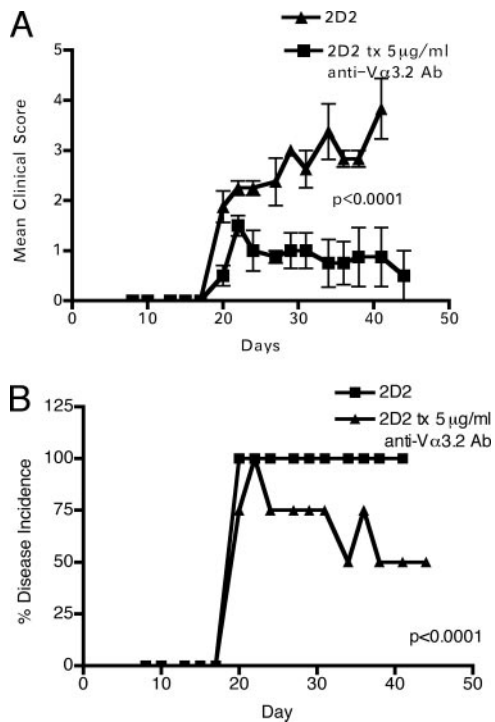 A
2D2
2D2 tx 5μg/ml
anti-Vα3.2 Ab
5
4
3
2
1
0
Mean Clinical Score
p<0.0001
0 10 20 30 40 50
Days
B
2D2
2D2 tx 5 μg/ml
anti-Vα3.2 Ab
125
100
75
50
25
0
% Disease Incidence
p<0.0001
0 10 20 30 40 50
Day